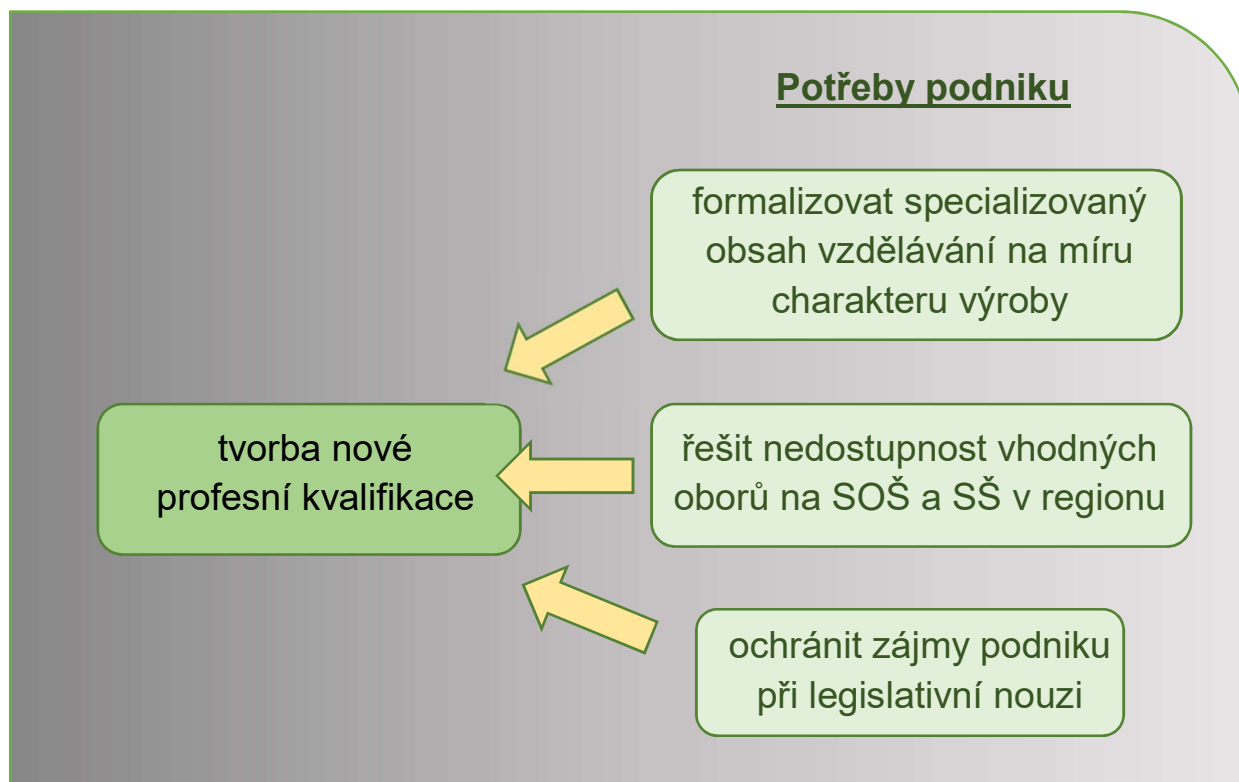 Potřeby podniku
formalizovat specializovaný
obsah vzdělávání na míru
charakteru výroby
tvorba nové
profesní kvalifikace
řešit nedostupnost vhodných
oborů na SOŠ a SŠ v regionu
ochránit zájmy podniku
při legislativní nouzi